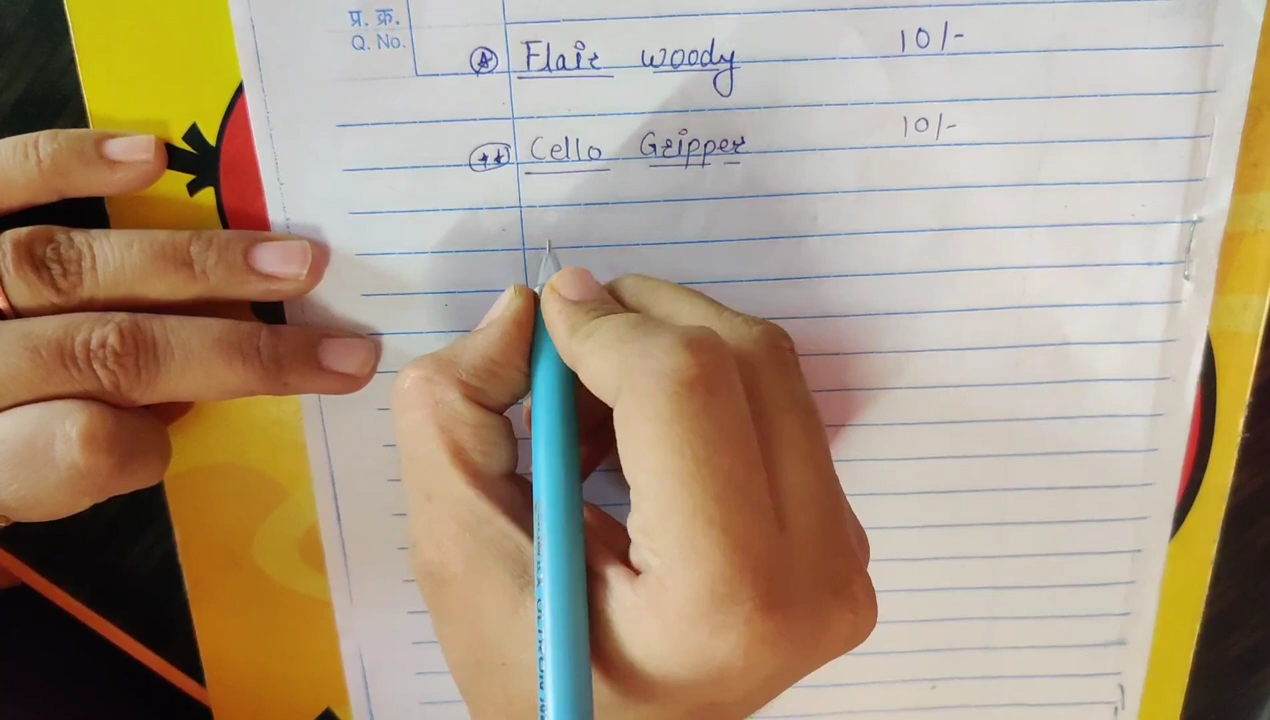 प्र. क्र.
Q. No.
Flair woody 10/-
Cello Gripper 10/-